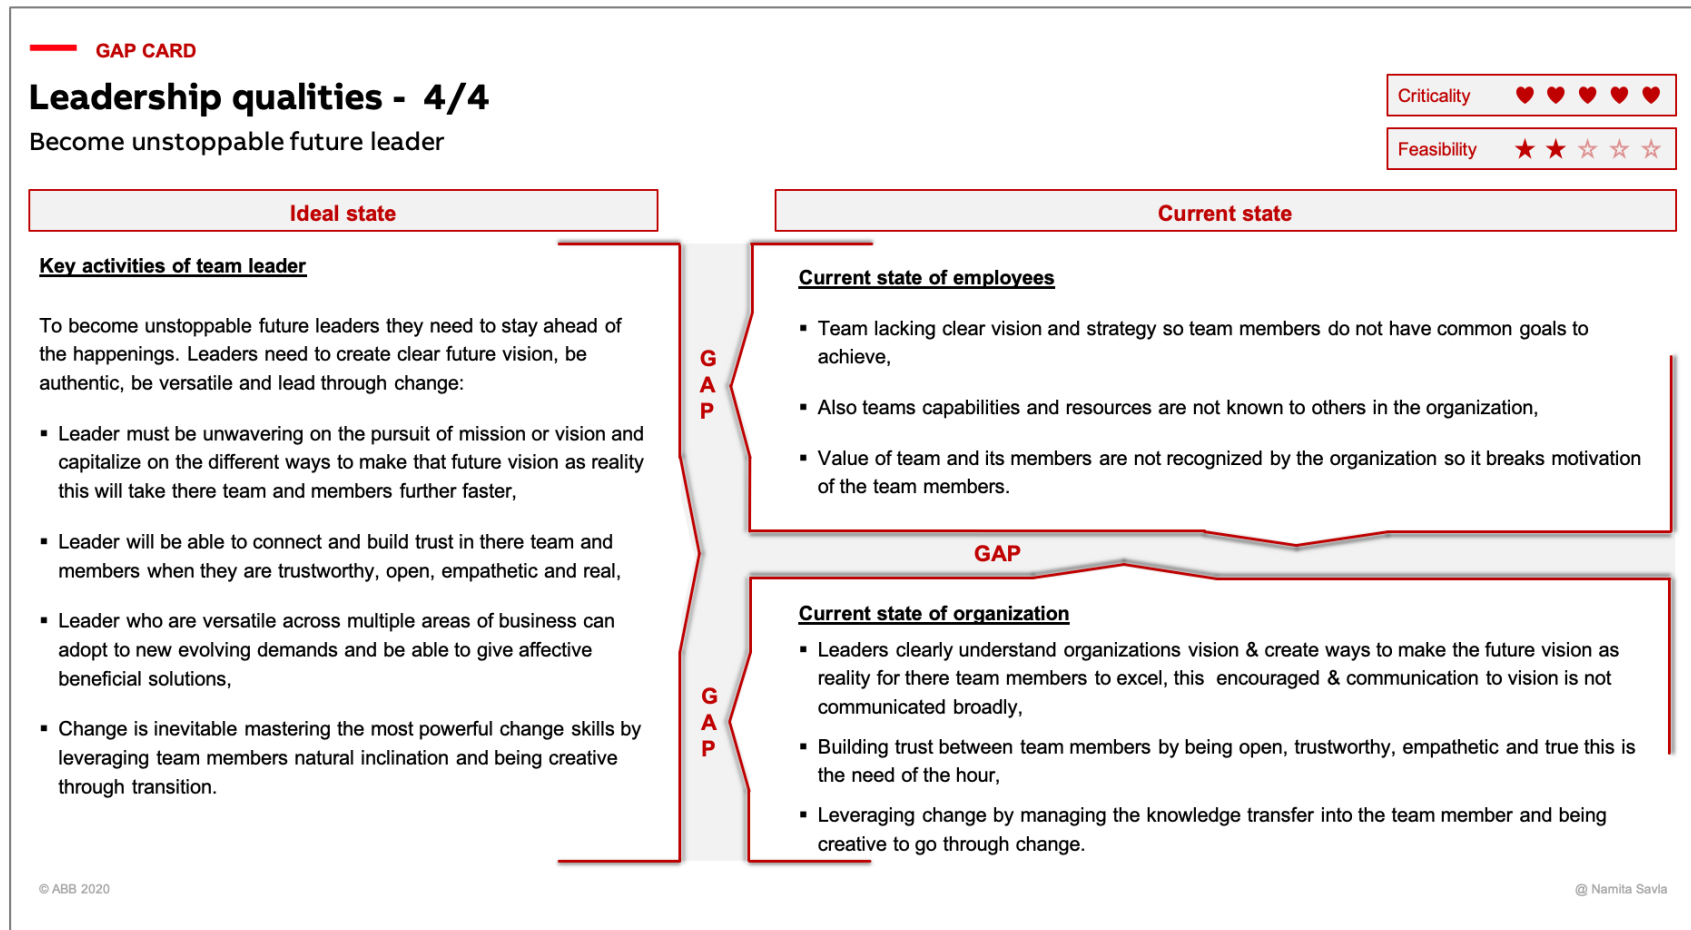 GAP CARD
Leadership qualities - 4/4
Become unstoppable future leader
Criticality
Feasibility
Ideal state
Current state
Key activities of team leader
To become unstoppable future leaders they need to stay ahead of
the happenings. Leaders need to create clear future vision, be
authentic, be versatile and lead through change:
▪ Leader must be unwavering on the pursuit of mission or vision and
capitalize on the different ways to make that future vision as reality
this will take there team and members further faster,
▪ Leader will be able to connect and build trust in there team and
members when they are trustworthy, open, empathetic and real,
▪ Leader who are versatile across multiple areas of business can
adopt to new evolving demands and be able to give affective
beneficial solutions,
▪ Change is inevitable mastering the most powerful change skills by
leveraging team members natural inclination and being creative
through transition.
G
A
P
G
A
P
Current state of employees
▪ Team lacking clear vision and strategy so team members do not have common goals to
achieve,
▪ Also teams capabilities and resources are not known to others in the organization,
▪ Value of team and its members are not recognized by the organization so it breaks motivation
of the team members.
GAP
Current state of organization
▪ Leaders clearly understand organizations vision & create ways to make the future vision as
reality for there team members to excel, this encouraged & communication to vision is not
communicated broadly,
▪ Building trust between team members by being open, trustworthy, empathetic and true this is
the need of the hour,
▪ Leveraging change by managing the knowledge transfer into the team member and being
creative to go through change.
© ABB 2020
@ Namita Savla